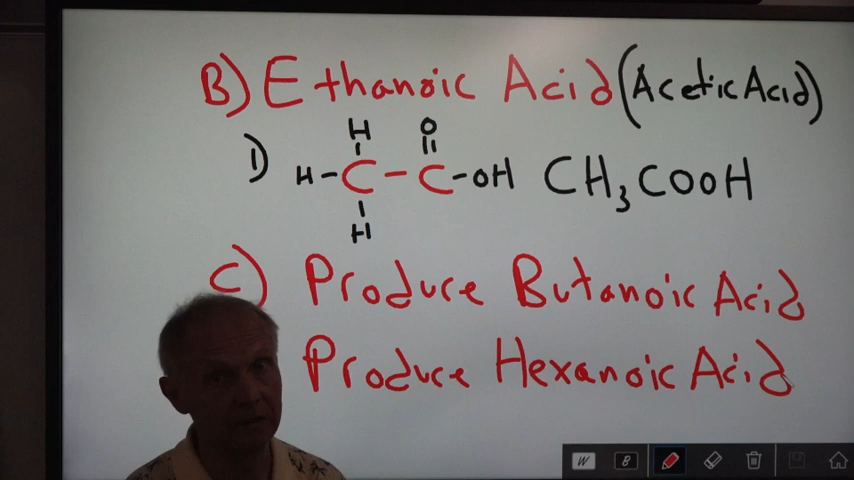 B) Ethanoic Acid (Acetic Acid)
H O
1) H-C-C-OH CH₃COOH
H
C) Produce Butanoic Acid
Produce Hexanoic Acid
W B